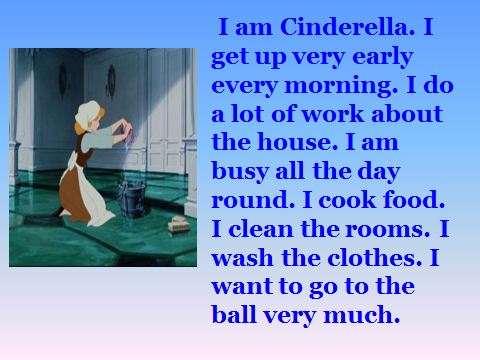 I am Cinderella. I
get up very early
every morning. I do
a lot of work about
the house. I am
busy all the day
round. I cook food.
I clean the rooms. I
wash the clothes. I
want to go to the
ball very much.